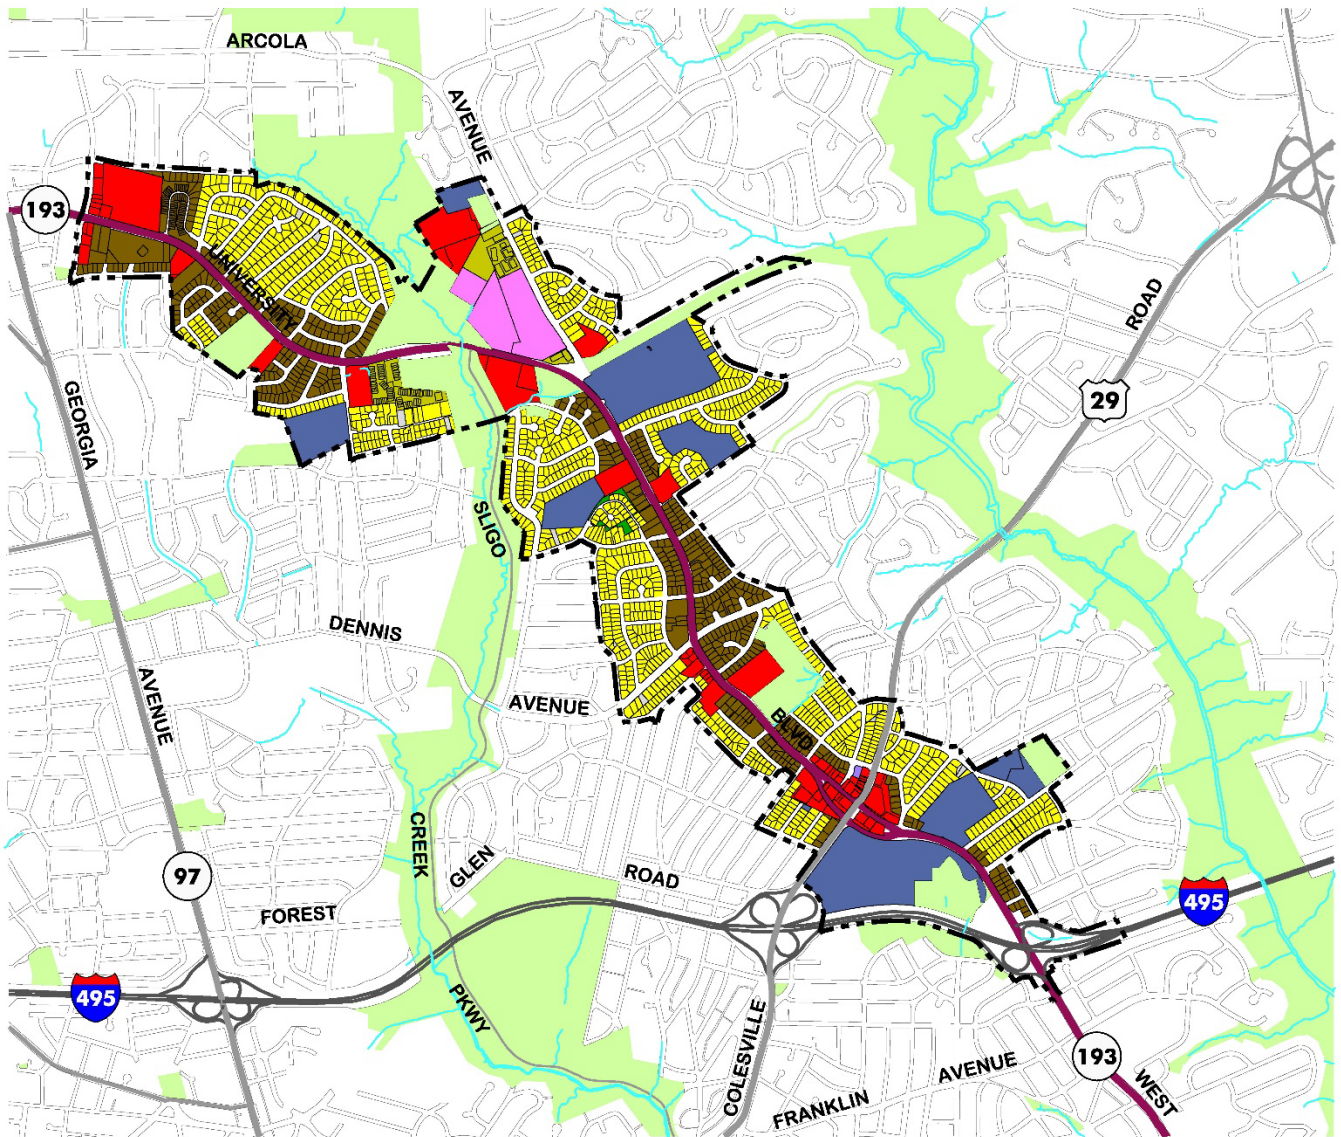 ARCOLA
AVENUE
193
UNIVERSITY
ROAD
29
GEORGIA
SLIGO
DENNIS
AVENUE
AVENUE
BLVD
CREEK
GLEN
ROAD
97
FOREST
495
495
PKWY
COLESVILLE
193
AVENUE
WEST
FRANKLIN